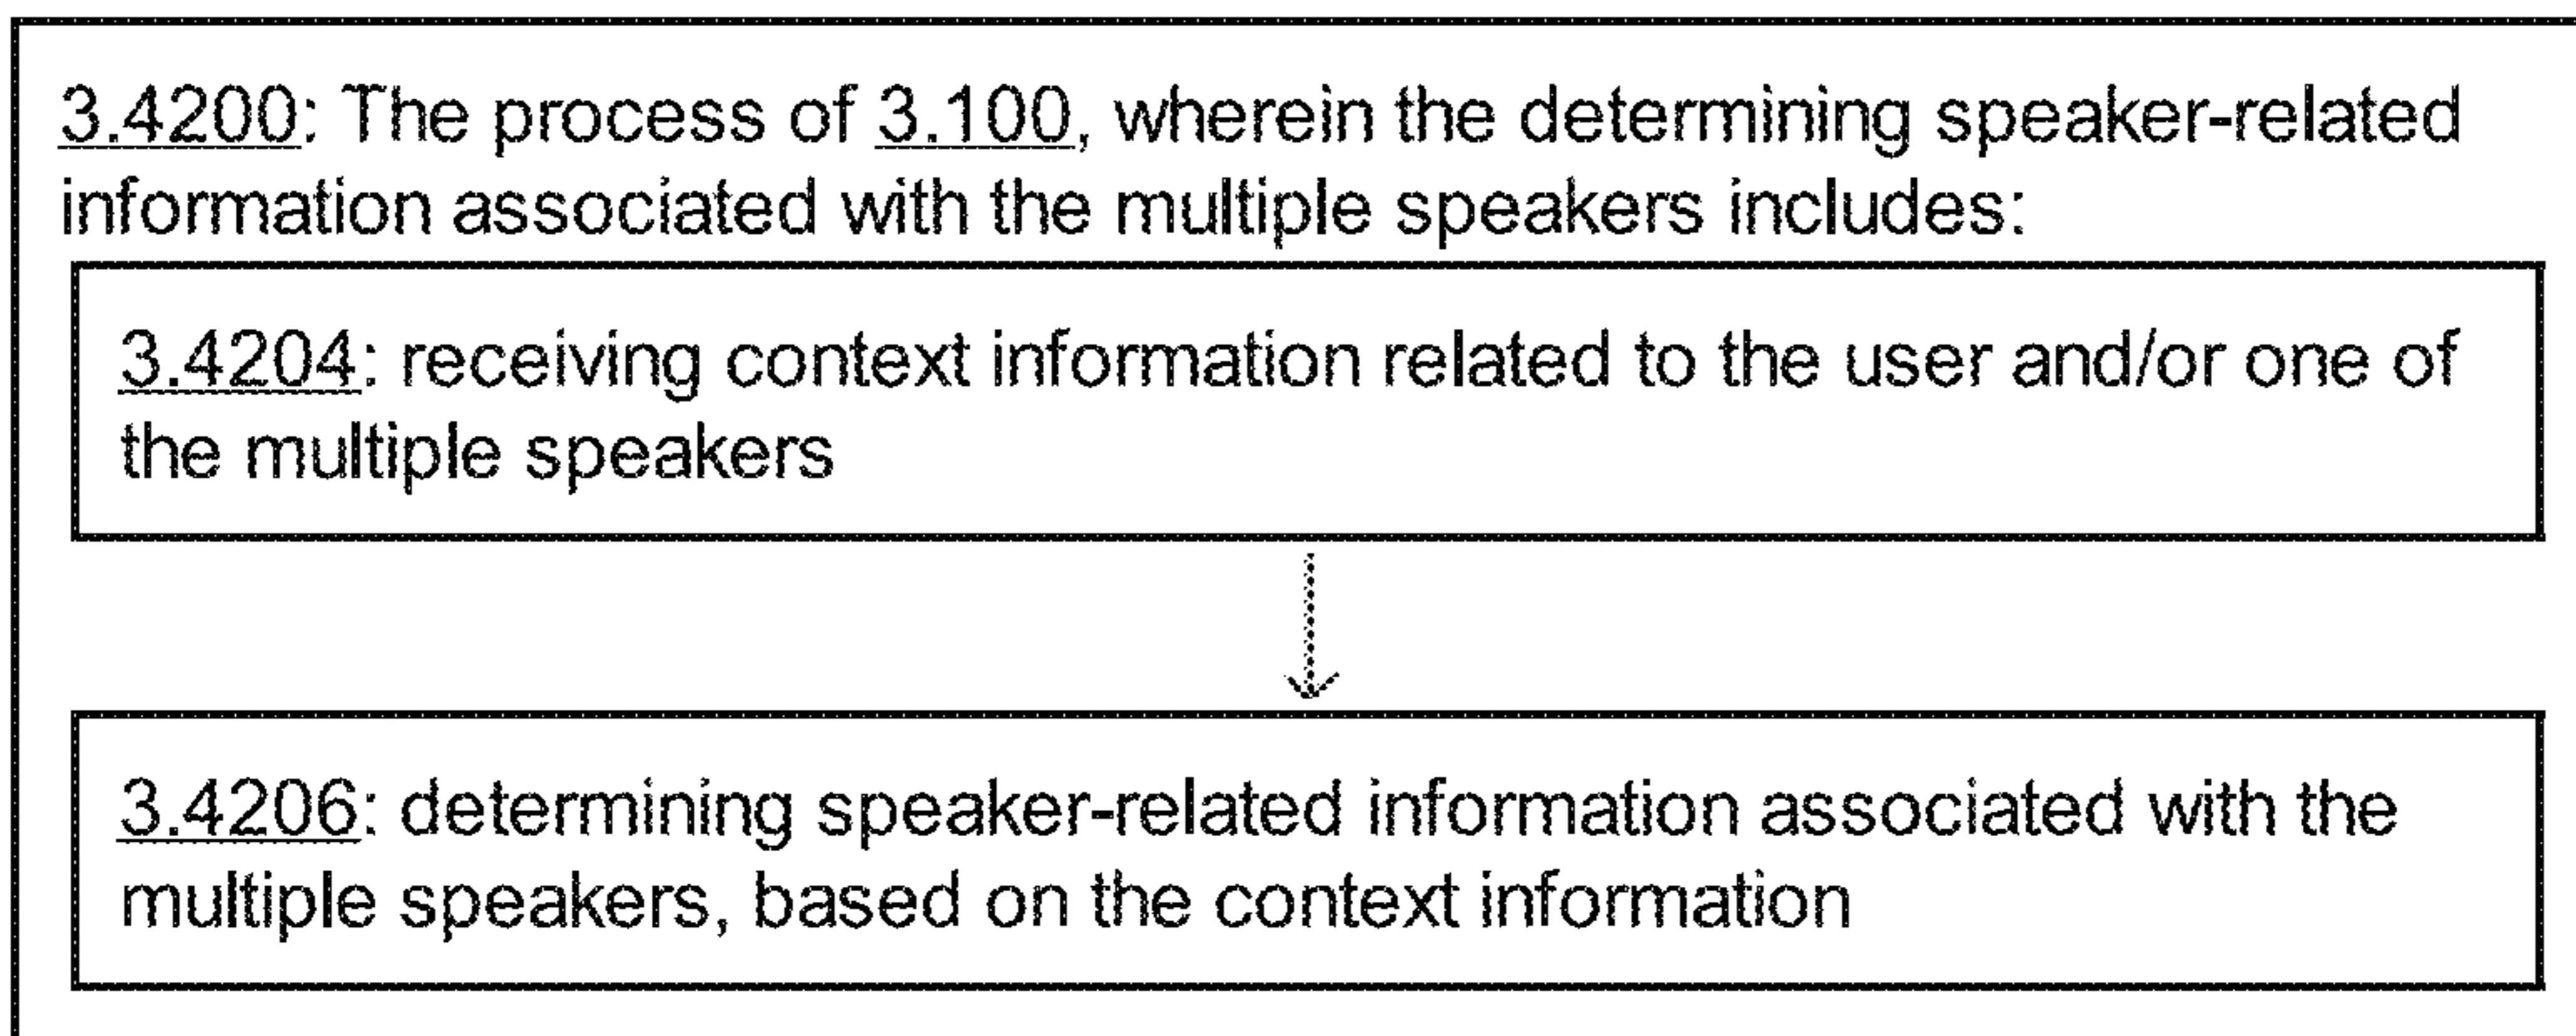 3.4200: The process of 3.100, wherein the determining speaker-related
information associated with the multiple speakers includes:
3.4204: receiving context information related to the user and/or one of
the multiple speakers
3.4206: determining speaker-related information associated with the
multiple speakers, based on the context information